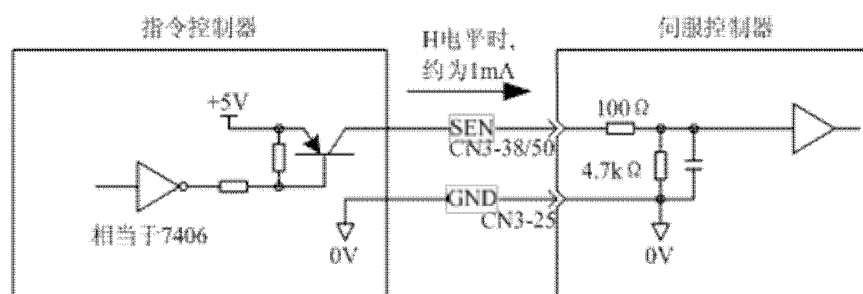 指令控制器
H电平时,
约为1mA
伺服控制器
+5V
SEN
CN3-38/50
100Ω
4.7kΩ
GND
CN3-25
相当于7406
0V
0V